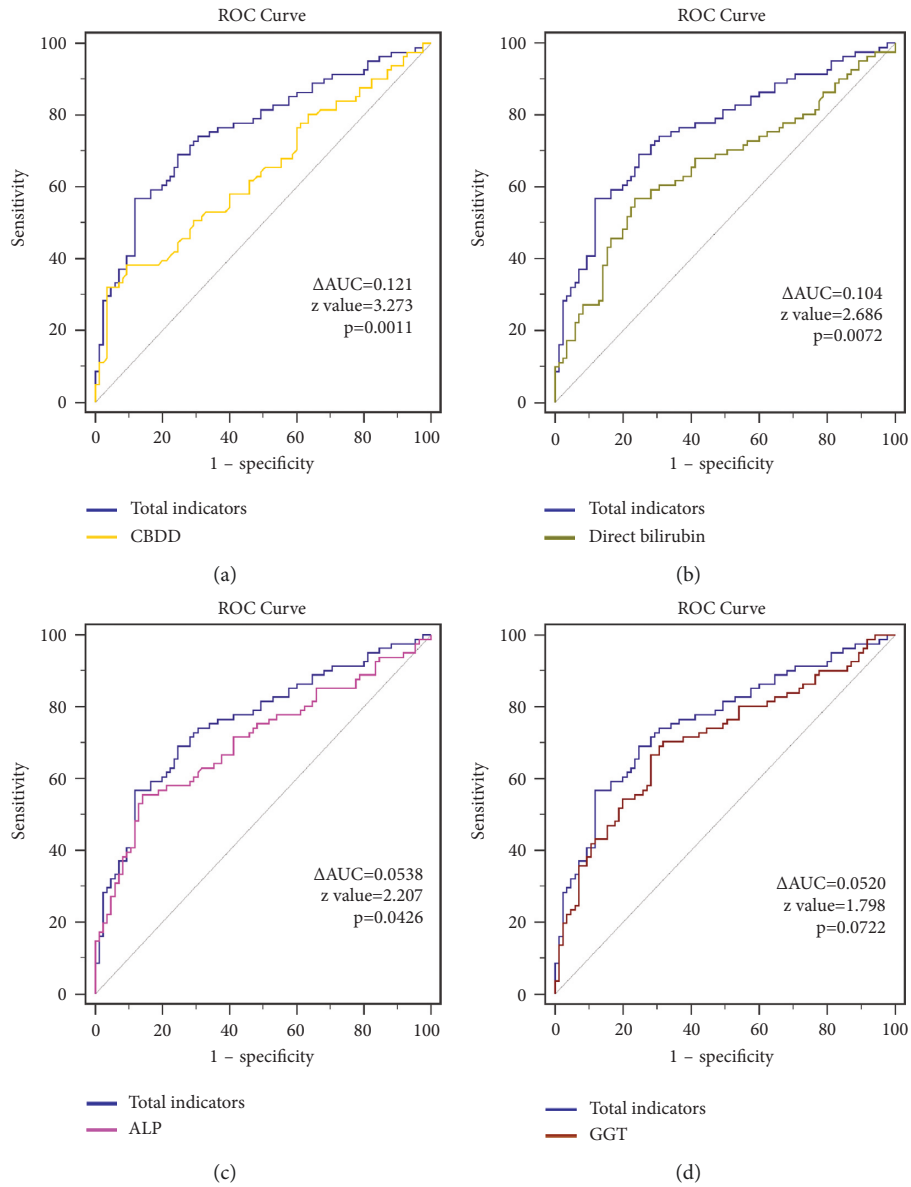 ROC Curve
100
80
60
40
20
0
Sensitivity
ΔAUC=0.121
z value=3.273
p=0.0011
0 20 40 60 80 100
1 – specificity
Total indicators
CBDD
(a)
ROC Curve
100
80
60
40
20
0
Sensitivity
ΔAUC=0.104
z value=2.686
p=0.0072
0 20 40 60 80 100
1 – specificity
Total indicators
Direct bilirubin
(b)
ROC Curve
100
80
60
40
20
0
Sensitivity
ΔAUC=0.0538
z value=2.207
p=0.0426
0 20 40 60 80 100
1 – specificity
Total indicators
ALP
(c)
ROC Curve
100
80
60
40
20
0
Sensitivity
ΔAUC=0.0520
z value=1.798
p=0.0722
0 20 40 60 80 100
1 – specificity
Total indicators
GGT
(d)